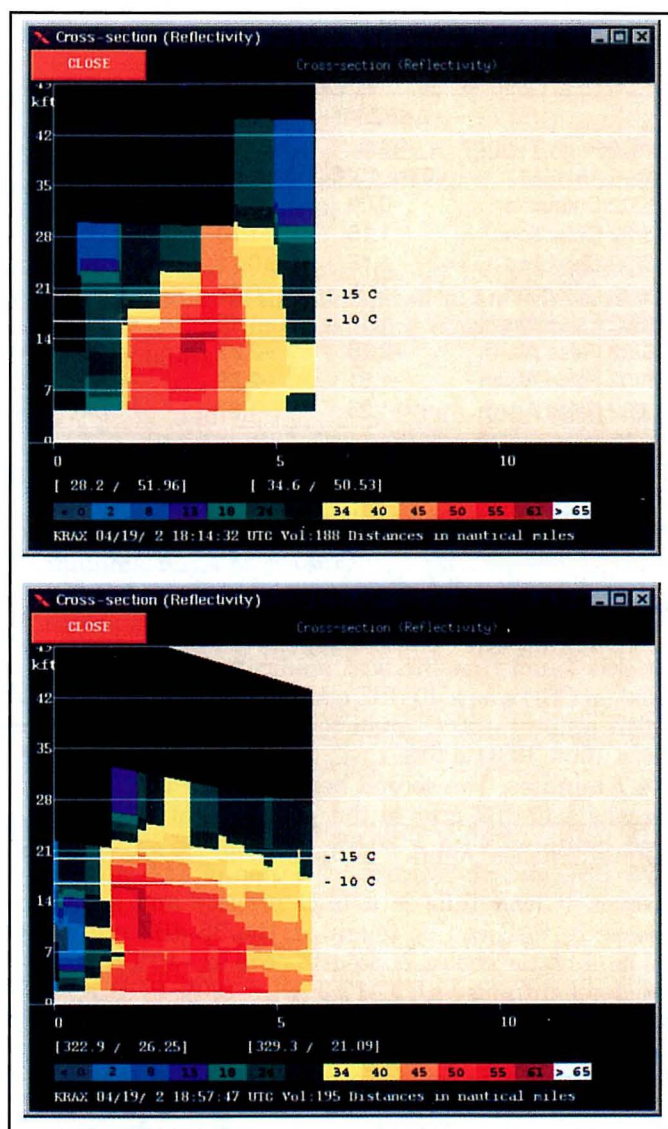 Cross-section (Reflectivity)
CLOSE
Cross-section (Reflectivity)
kft
42
35
28
21
14
7
0
- 15 C
- 10 C
0 5 10
[ 28.2 / 51.96] [ 34.6 / 50.53]
< 0 2 8 13 18 24 34 40 45 50 55 61 > 65
KRAX 04/19/ 2 18:14:32 UTC Vol:188 Distances in nautical miles
Cross-section (Reflectivity)
CLOSE
Cross-section (Reflectivity)
kft
42
35
28
21
14
7
0
- 15 C
- 10 C
0 5 10
[322.9 / 26.25] [329.3 / 21.09]
< 0 2 8 13 18 24 34 40 45 50 55 61 > 65
KRAX 04/19/ 2 18:57:47 UTC Vol:195 Distances in nautical miles